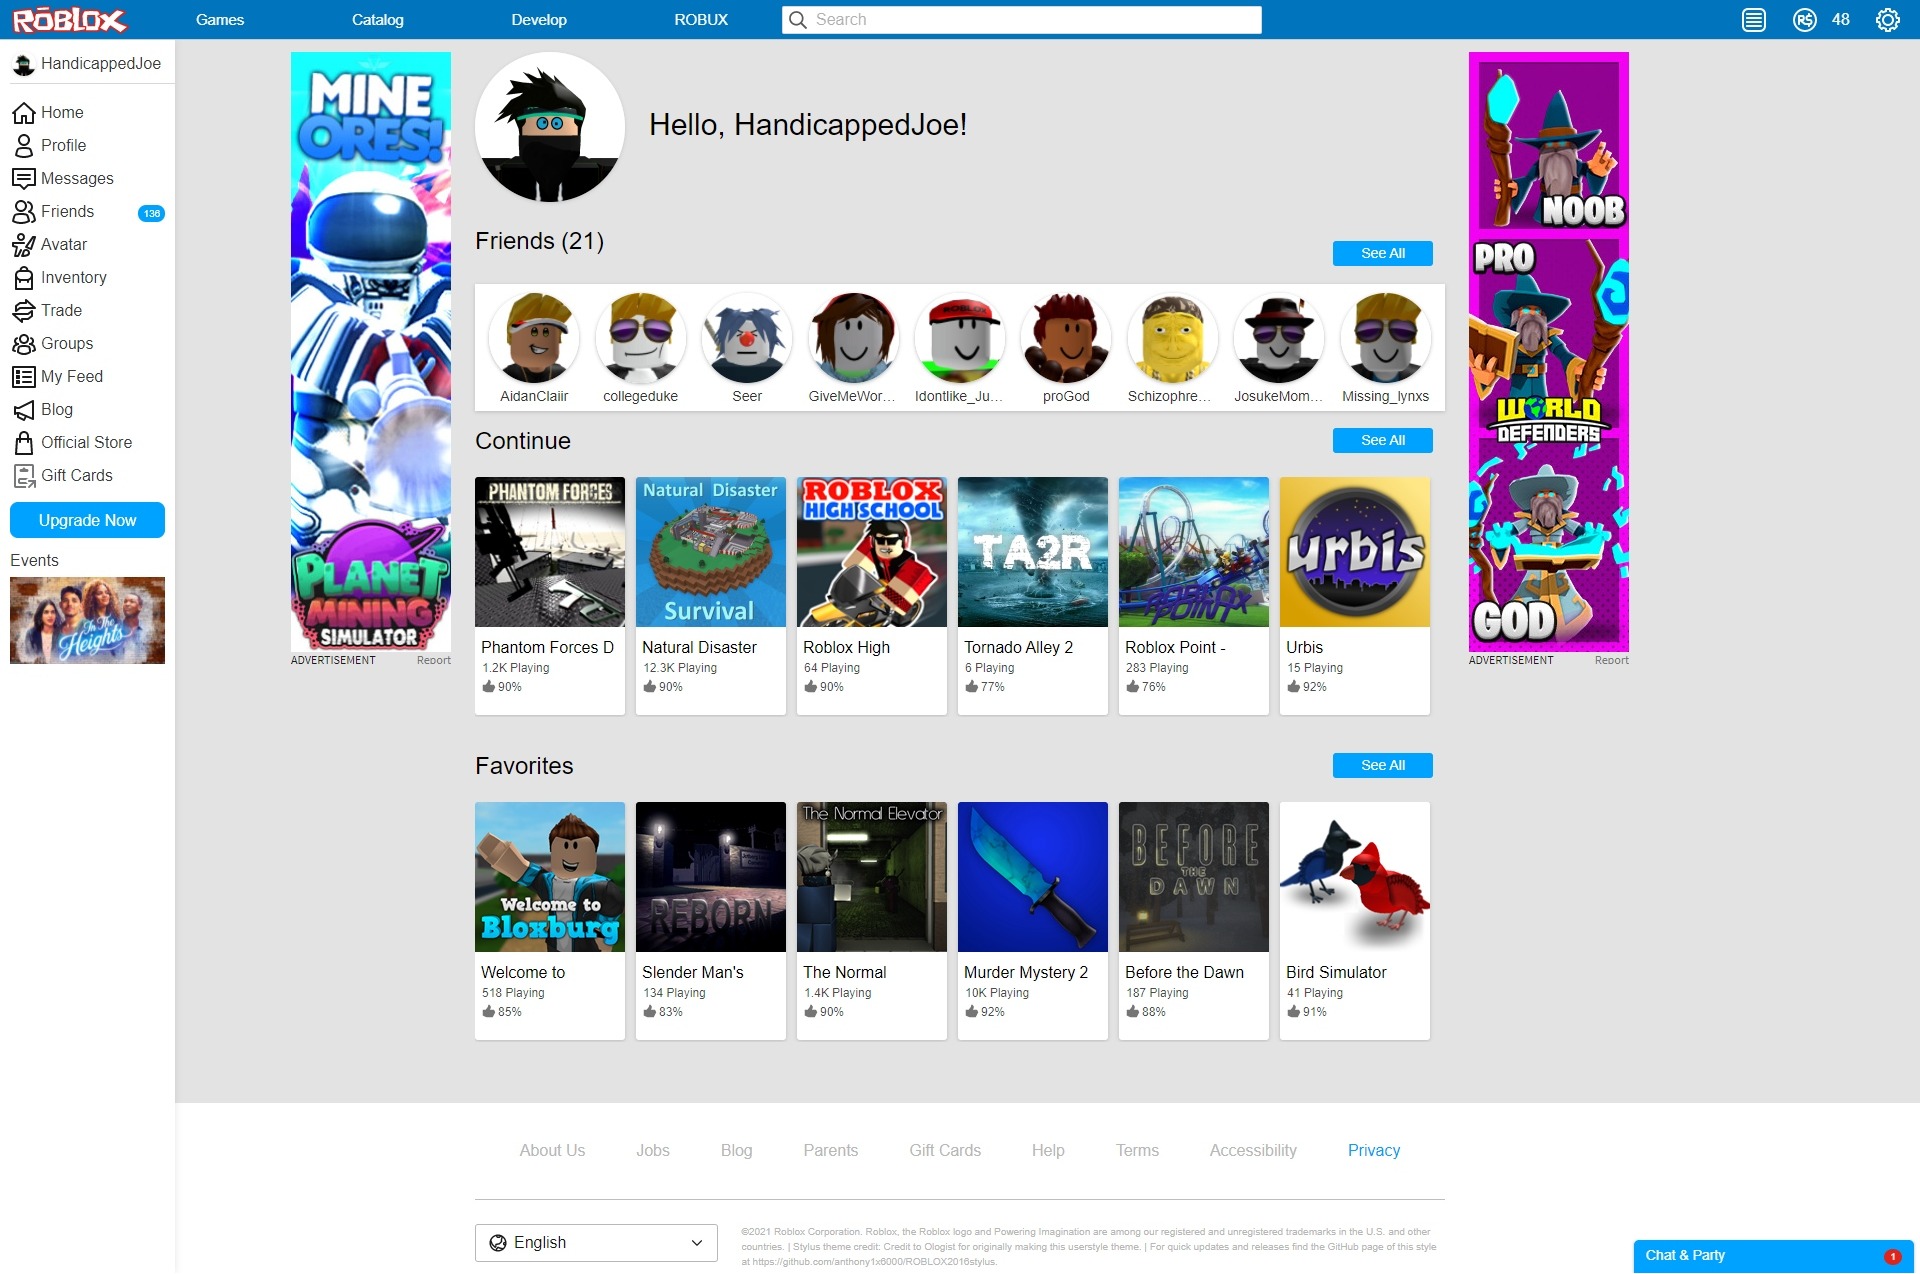 ROBLOX
Games
Catalog
Develop
ROBUX
Search
R$
48
HandicappedJoe
Home
Profile
Messages
Friends
136
Avatar
Inventory
Trade
Groups
My Feed
Blog
Official Store
Gift Cards
Upgrade Now
Events
In The
Heights
MINE
ORES!
PLANET
MINING
SIMULATOR
ADVERTISEMENT
Report
Hello, HandicappedJoe!
Friends (21)
See All
ROBLOX
AidanClaiir
collegeduke
Seer
GiveMeWor...
Idontlike_Ju...
proGod
Schizophre...
JosukeMom...
Missing_lynxs
Continue
See All
PHANTOM FORCES
Natural Disaster
Survival
ROBLOX
HIGH SCHOOL
TA2R
ROBLOX
POINT
urbis
Phantom Forces D
1.2K Playing
90%
Natural Disaster
12.3K Playing
90%
Roblox High
64 Playing
90%
Tornado Alley 2
6 Playing
77%
Roblox Point -
283 Playing
76%
Urbis
15 Playing
92%
Favorites
See All
Welcome to
Bloxburg
REBORN
The Normal Elevator
BEFORE
THE
DAWN
Welcome to
518 Playing
85%
Slender Man's
134 Playing
83%
The Normal
1.4K Playing
90%
Murder Mystery 2
10K Playing
92%
Before the Dawn
187 Playing
88%
Bird Simulator
41 Playing
91%
NOOB
PRO
WORLD
DEFENDERS
GOD
ADVERTISEMENT
Report
About Us
Jobs
Blog
Parents
Gift Cards
Help
Terms
Accessibility
Privacy
English
©2021 Roblox Corporation. Roblox, the Roblox logo and Powering Imagination are among our registered and unregistered trademarks in the U.S. and other
countries. | Stylus theme credit: Credit to Ologist for originally making this userstyle theme. | For quick updates and releases find the GitHub page of this style
at https://github.com/anthony1x6000/ROBLOX2016stylus.
Chat & Party
1